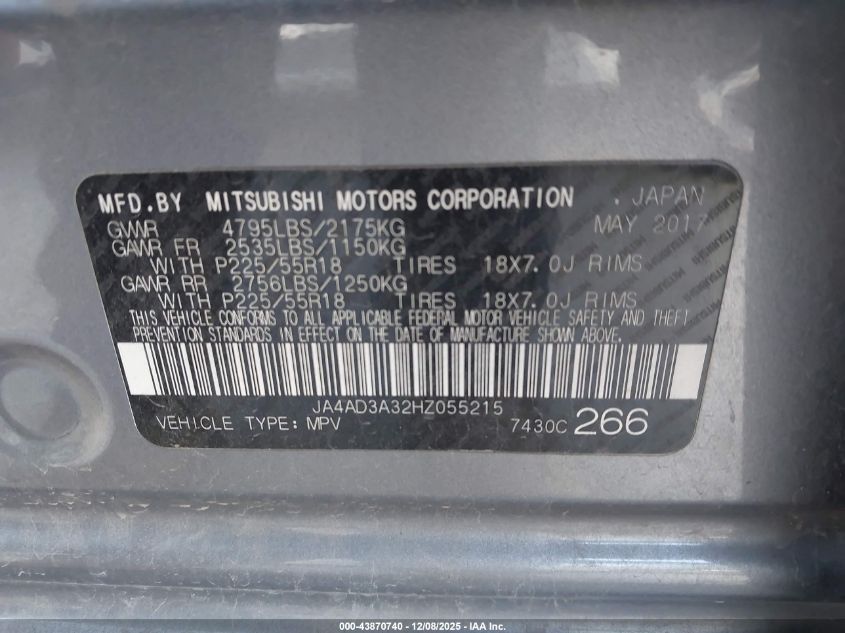 MFD.BY MITSUBISHI MOTORS CORPORATION . JAPAN
GWWR 4795LBS/2175KG MAY 2017
GAWR FR 2535LBS/1150KG
WITH P225/55R18 TIRES 18X7.0J RIMS
GAWR RR 2756LBS/1250KG
WITH P225/55R18 TIRES 18X7.0J RIMS
THIS VEHICLE CONFORMS TO ALL APPLICABLE FEDERAL MOTOR VEHICLE SAFETY AND THEFT
PREVENTION STANDARDS IN EFFECT ON THE DATE OF MANUFACTURE SHOWN ABOVE.
JA4AD3A32HZ055215
VEHICLE TYPE: MPV 7430C 266
000-43870740 - 12/08/2025 - IAA Inc.